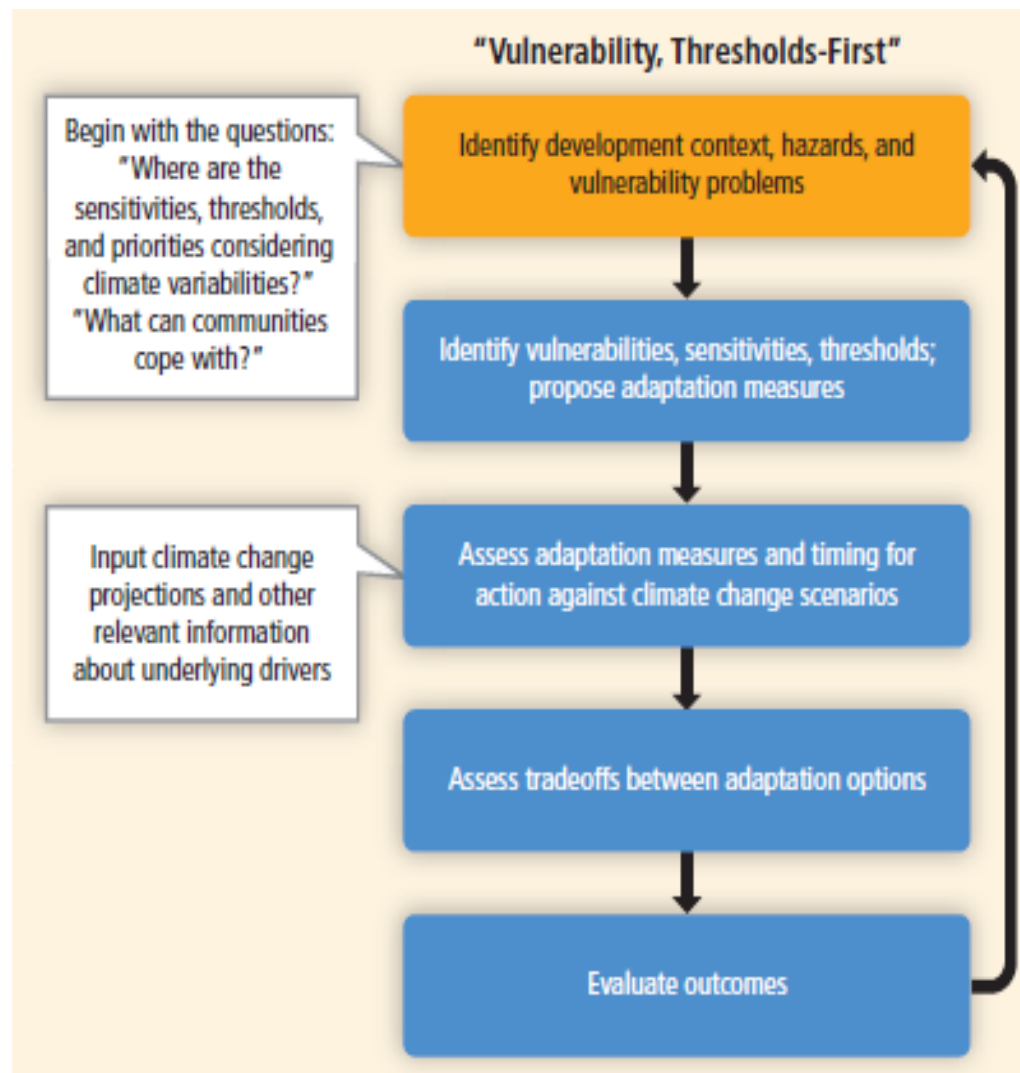 "Vulnerability, Thresholds-First"
Begin with the questions:
"Where are the
sensitivities, thresholds,
and priorities considering
climate variabilities?"
"What can communities
cope with?"
Identify development context, hazards, and
vulnerability problems
Identify vulnerabilities, sensitivities, thresholds;
propose adaptation measures
Input climate change
projections and other
relevant information
about underlying drivers
Assess adaptation measures and timing for
action against climate change scenarios
Assess tradeoffs between adaptation options
Evaluate outcomes